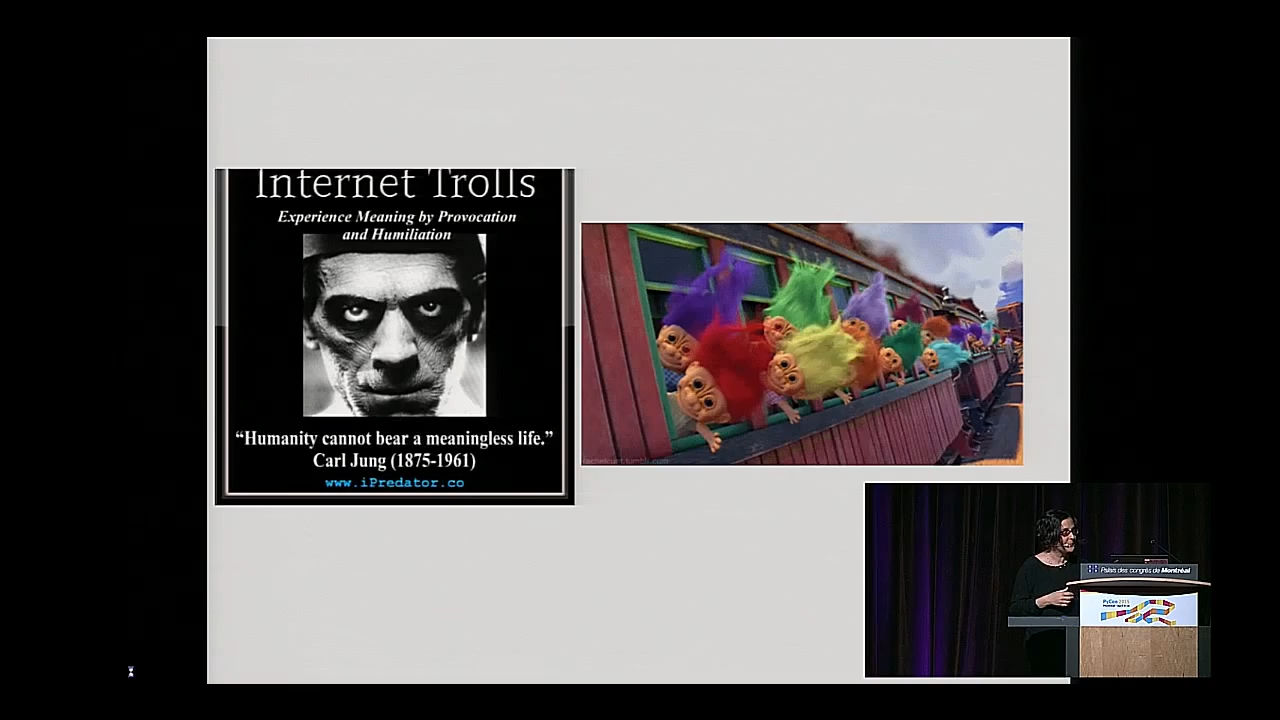 Internet Trolls
Experience Meaning by Provocation
and Humiliation
“Humanity cannot bear a meaningless life.”
Carl Jung (1875-1961)
www.iPredator.co
Palais des congrès de Montréal
PyCon 2015